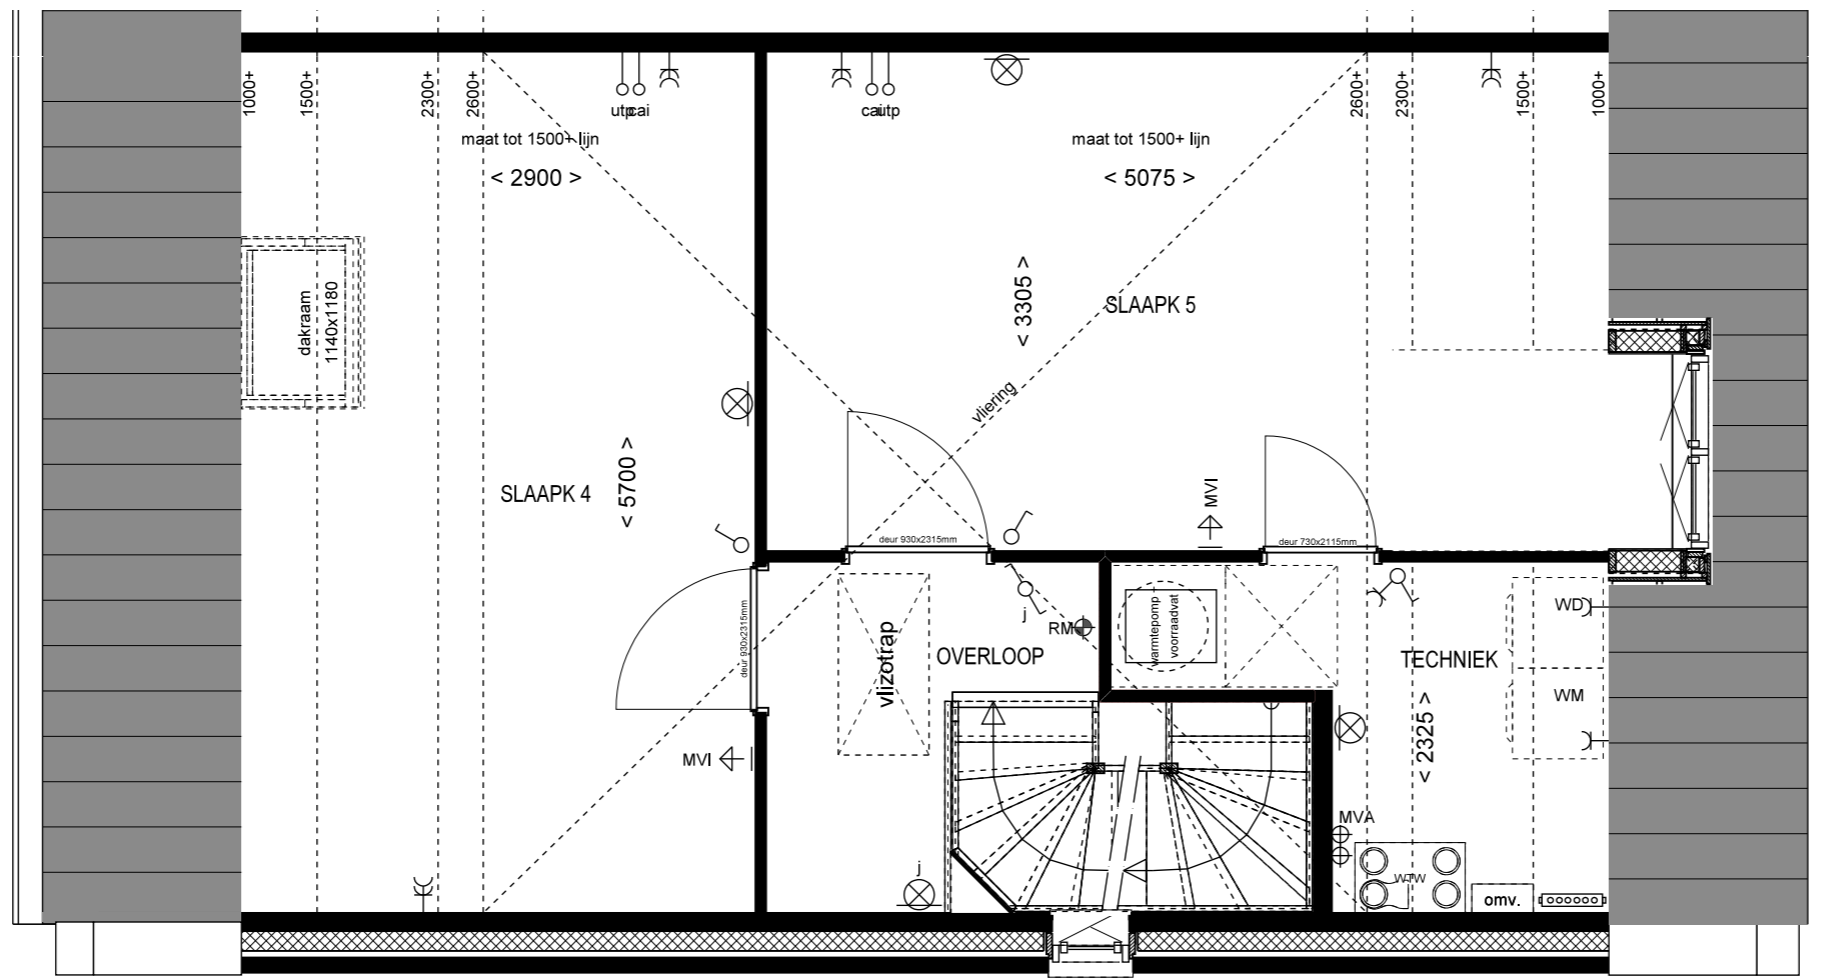 1000+
1500+
2300+
2600+
utp cai
cai utp
2600+
2300+
1500+
1000+
maat tot 1500+ lijn
< 2900 >
maat tot 1500+ lijn
< 5075 >
dakraam
1140x1180
< 3305 >
SLAAPK 5
vliering
SLAAPK 4
< 5700 >
MVI
deur 930x2315mm
deur 730x2115mm
deur 930x2315mm
vlizotrap
j
RM
OVERLOOP
warmtepomp +
voorraadvat
TECHNIEK
WD
WM
< 2325 >
MVI
MVA
j
WTW
omv.